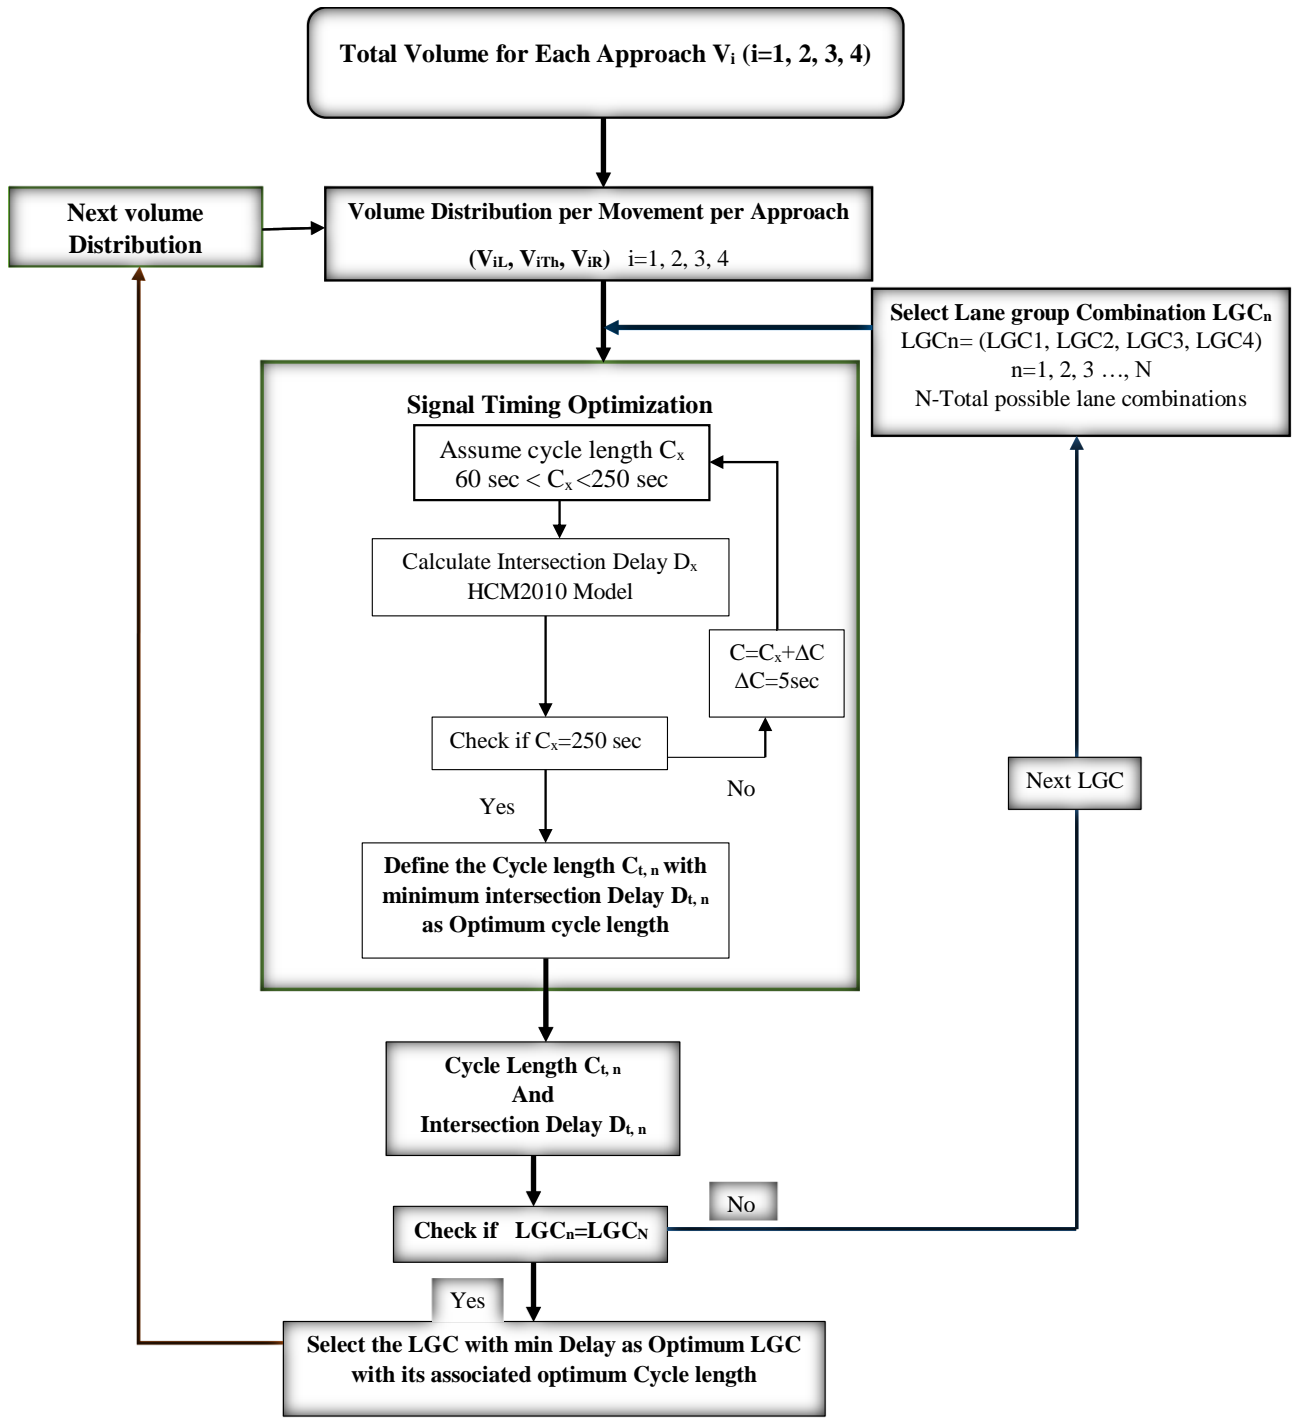 Total Volume for Each Approach Vi (i=1, 2, 3, 4)
Next volume
Distribution
Volume Distribution per Movement per Approach
(ViL, ViTh, ViR) i=1, 2, 3, 4
Select Lane group Combination LGCn
LGCn= (LGC1, LGC2, LGC3, LGC4)
n=1, 2, 3 …, N
N-Total possible lane combinations
Signal Timing Optimization
Assume cycle length Cx
60 sec < Cx <250 sec
Calculate Intersection Delay Dx
HCM2010 Model
C=Cx+ΔC
ΔC=5sec
Check if Cx=250 sec
No
Yes
Next LGC
Define the Cycle length Ct, n with
minimum intersection Delay Dt, n
as Optimum cycle length
Cycle Length Ct, n
And
Intersection Delay Dt, n
No
Check if LGCn=LGCN
Yes
Select the LGC with min Delay as Optimum LGC
with its associated optimum Cycle length